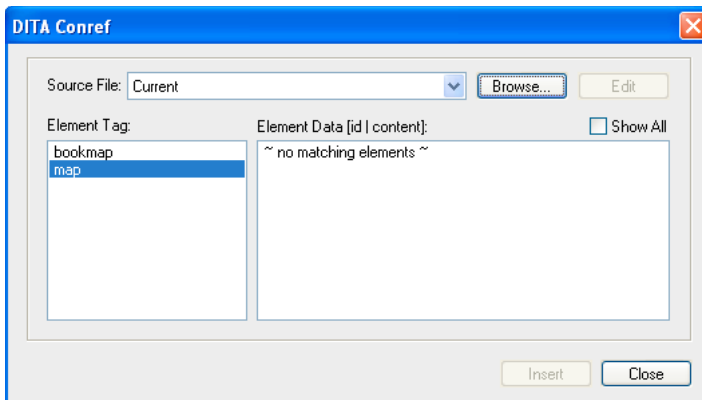 DITA Conref
Source File: Current Browse... Edit
Element Tag: Element Data [id | content]: Show All
bookmap ~ no matching elements ~
map
Insert Close